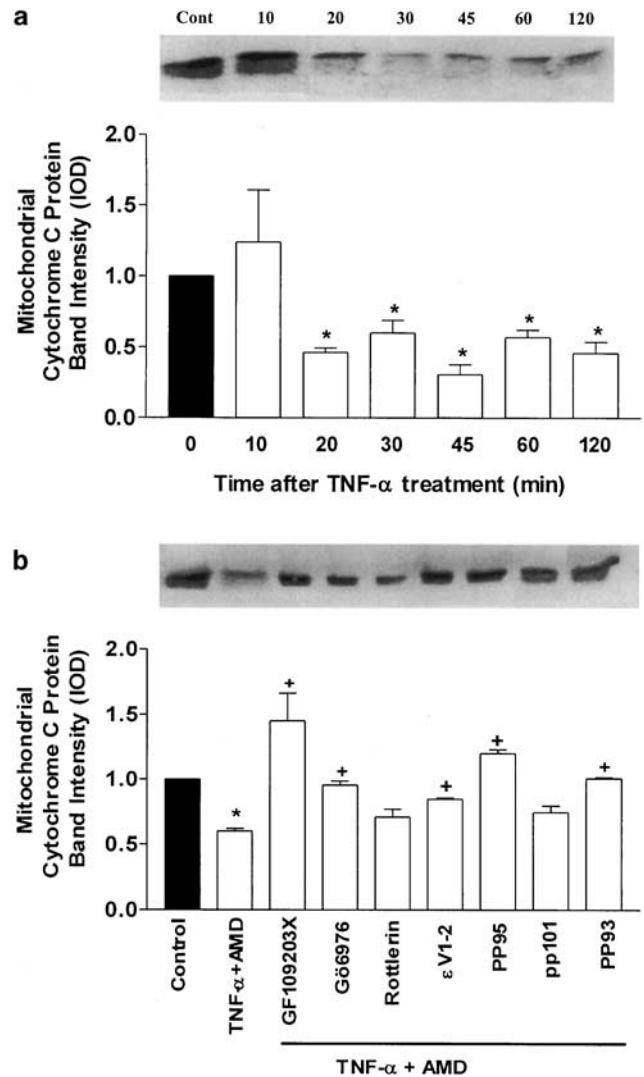 a
Cont 10 20 30 45 60 120
Mitochondrial
Cytochrome C Protein
Band Intensity (IOD)
2.0
1.5
1.0
0.5
0.0
* * * * *
0 10 20 30 45 60 120
Time after TNF-α treatment (min)
b
Mitochondrial
Cytochrome C Protein
Band Intensity (IOD)
2.0
1.5
1.0
0.5
0.0
* + + + + +
Control
TNFα+AMD
GF109203X
Gö6976
Rottlerin
εV1-2
PP95
pp101
PP93
TNF-α + AMD